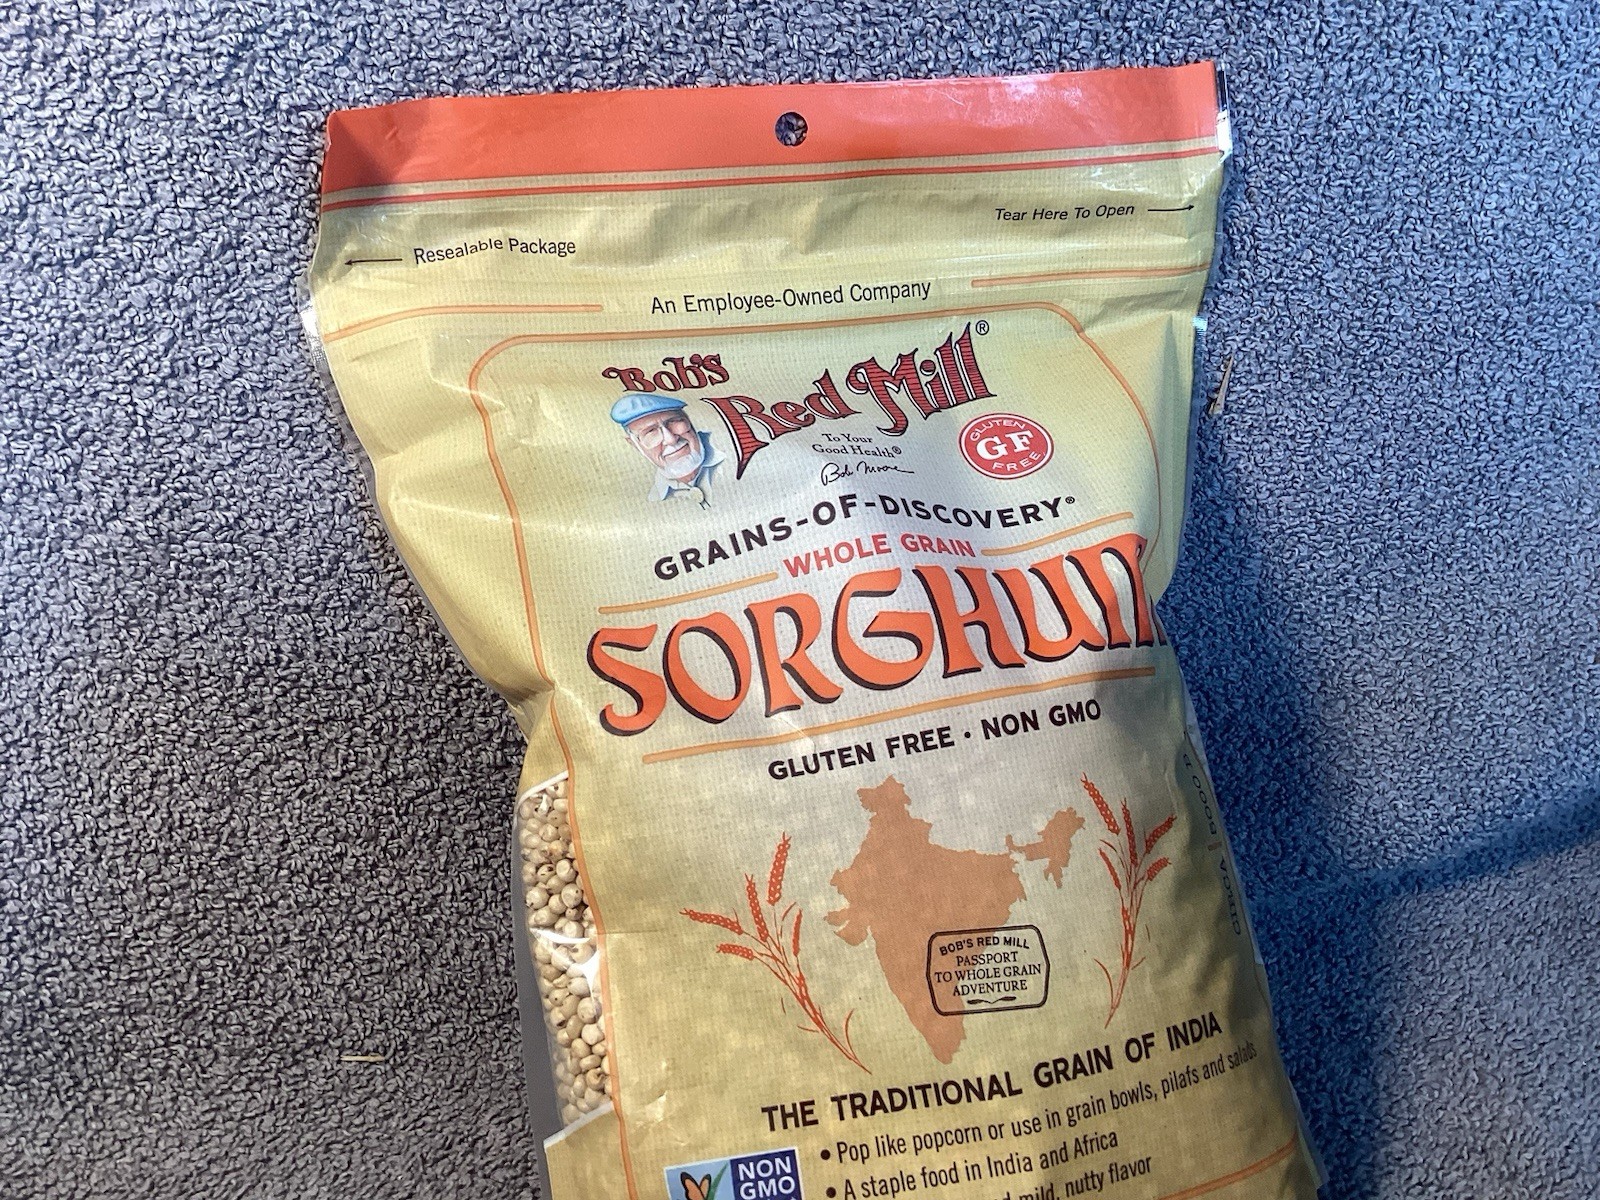 Tear Here To Open
Resealable Package
An Employee-Owned Company
Bob's
Red Mill®
To Your
Good Health®
Bob Moore
GLUTEN
GF
FREE
GRAINS-OF-DISCOVERY®
WHOLE GRAIN
SORGHUM
GLUTEN FREE • NON GMO
BOB'S RED MILL
PASSPORT
TO WHOLE GRAIN
ADVENTURE
THE TRADITIONAL GRAIN OF INDIA
• Pop like popcorn or use in grain bowls, pilafs and salads
• A staple food in India and Africa
mild, nutty flavor
NON
GMO